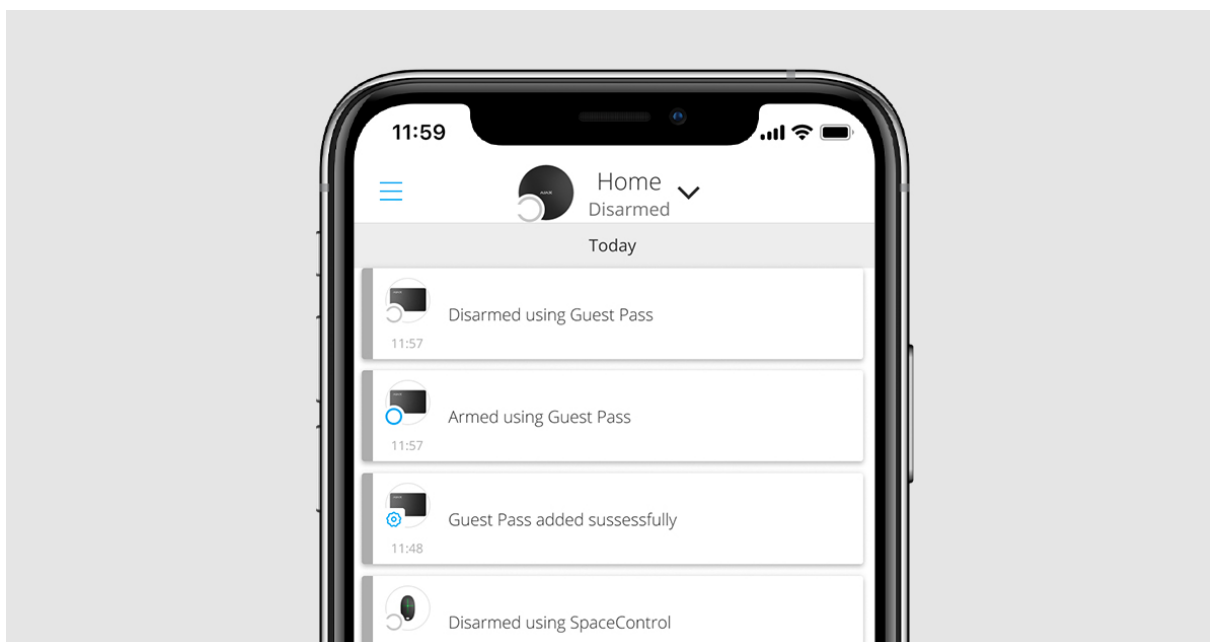 11:59
Home
Disarmed
Today
Disarmed using Guest Pass
11:57
Armed using Guest Pass
11:57
Guest Pass added sussessfully
11:48
Disarmed using SpaceControl